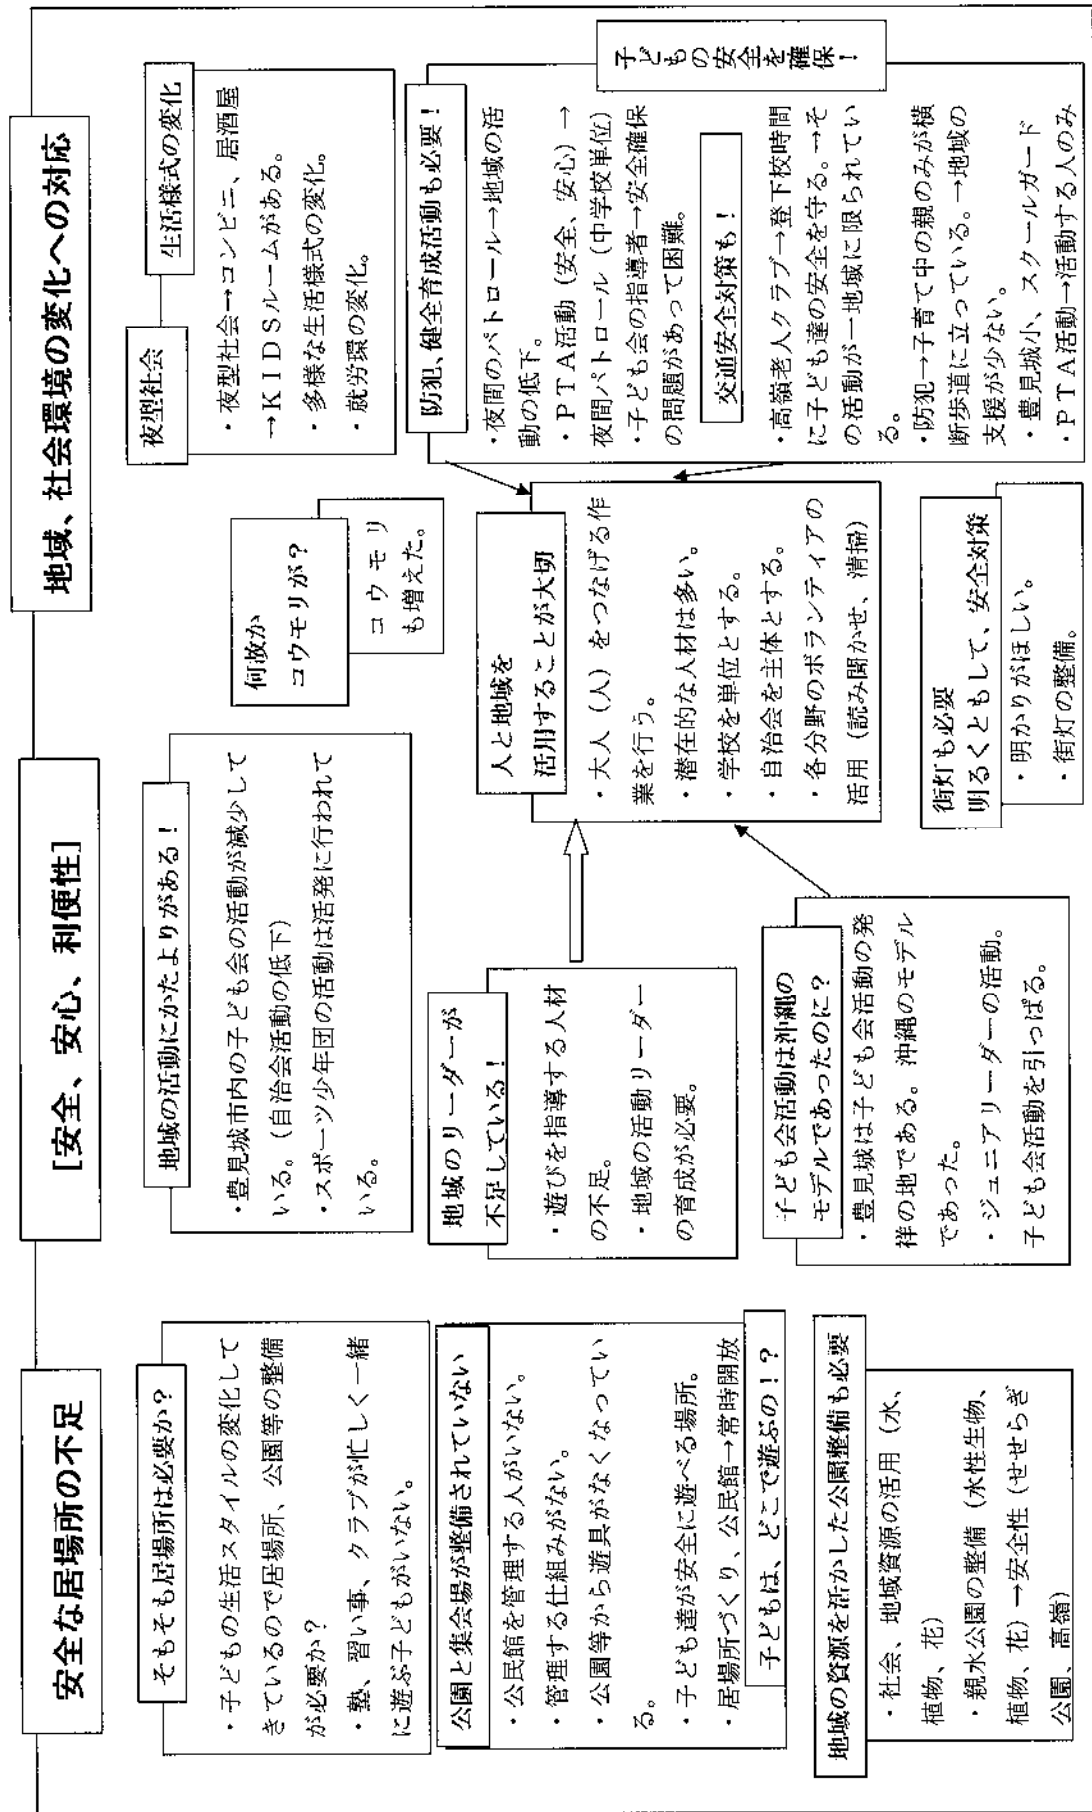 安全な居場所の不足
[安全、安心、利便性]
地域、社会環境の変化への対応
そもそも居場所は必要か?
・子どもの生活スタイルの変化して
きているので居場所、公園等の整備
が必要か?
・塾、習い事、クラブが忙しく一緒
に遊ぶ子どもがいない。
公園と集会場が整備されていない
・公民館を管理する人がいない。
・管理する仕組みがない。
・公園等から遊具がなくなってい
る。
・子ども達が安全に遊べる場所。
・居場所づくり、公民館→常時開放
子どもは、どこで遊ぶの!?
地域の資源を活かした公園整備も必要
・社会、地域資源の活用(水、
植物、花)
・親水公園の整備(水性生物、
植物、花)→安全性(せせらぎ
公園、高嶺)
地域の活動にかたよりがある!
・豊見城市内の子ども会の活動が減少して
いる。(自治会活動の低下)
・スポーツ少年団の活動は活発に行われて
いる。
地域のリーダーが
不足している!
・遊びを指導する人材
の不足。
・地域の活動リーダー
の育成が必要。
子ども会活動は沖縄の
モデルであったのに?
・豊見城は子ども会活動の発
祥の地である。沖縄のモデル
であった。
・ジュニアリーダーの活動。
子ども会活動を引っぱる。
何故か
コウモリが?
コウモリ
も増えた。
人と地域を
活用することが大切
・大人(人)をつなげる作
業を行う。
・潜在的な人材は多い。
・学校を単位とする。
・自治会を主体とする。
・各分野のボランティアの
活用(読み聞かせ、清掃)
街灯も必要
明るくともして、安全対策
・明かりがほしい。
・街灯の整備。
夜型社会
生活様式の変化
・夜型社会→コンビニ、居酒屋
→KIDSルームがある。
・多様な生活様式の変化。
・就労環の変化。
防犯、健全育成活動も必要!
・夜間のパトロール→地域の活
動の低下。
・PTA活動(安全、安心)→
夜間パトロール(中学校単位)
・子ども会の指導者→安全確保
の問題があって困難。
子どもの安全を確保!
交通安全対策も!
・高嶺老人クラブ→登下校時間
に子ども達の安全を守る。→そ
の活動が一地域に限られてい
る。
・防犯→子育て中の親のみが横
断歩道に立っている。→地域の
支援が少ない。
・豊見城小、スクールガード
・PTA活動→活動する人のみ